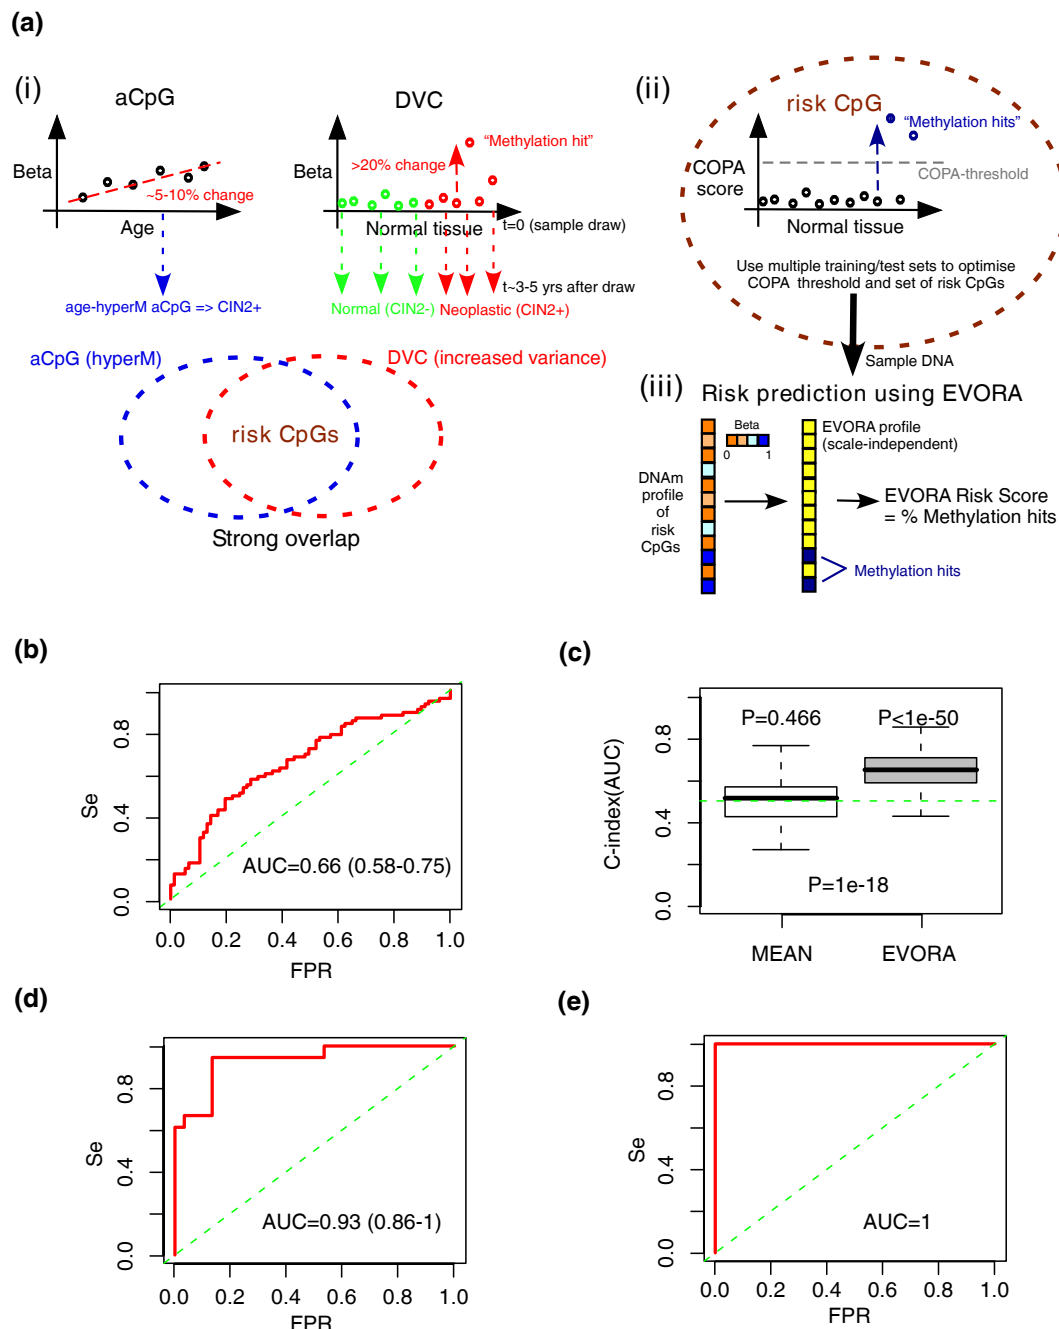 (a)
(i)
aCpG
Beta
~5-10% change
Age
age-hyperM aCpG => CIN2+
DVC
Beta
>20% change
“Methylation hit”
Normal tissue
t=0 (sample draw)
t~3-5 yrs after draw
Normal (CIN2-)
Neoplastic (CIN2+)
aCpG (hyperM)
DVC (increased variance)
risk CpGs
Strong overlap
(ii)
risk CpG
“Methylation hits”
COPA
score
COPA-threshold
Normal tissue
Use multiple training/test sets to optimise
COPA threshold and set of risk CpGs
Sample DNA
(iii)
Risk prediction using EVORA
Beta
0 1
DNAm
profile
of
risk
CpGs
EVORA profile
(scale-independent)
EVORA Risk Score
= % Methylation hits
Methylation hits
(b)
Se
0.0 0.4 0.8
AUC=0.66 (0.58-0.75)
0.0 0.2 0.4 0.6 0.8 1.0
FPR
(c)
C-index(AUC)
0.0 0.4 0.8
P=0.466
P<1e-50
P=1e-18
MEAN
EVORA
(d)
Se
0.0 0.4 0.8
AUC=0.93 (0.86-1)
0.0 0.2 0.4 0.6 0.8 1.0
FPR
(e)
Se
0.0 0.4 0.8
AUC=1
0.0 0.2 0.4 0.6 0.8 1.0
FPR